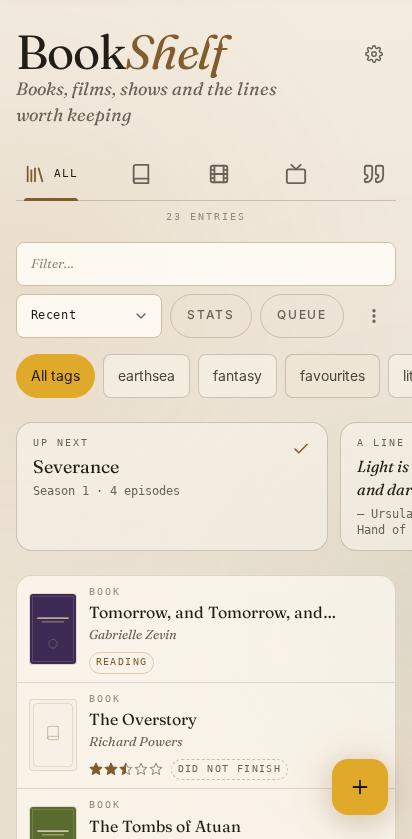 BookShelf
Books, films, shows and the lines
worth keeping
ALL
23 ENTRIES
Filter...
Recent
STATS
QUEUE
All tags
earthsea
fantasy
favourites
UP NEXT
Severance
Season 1 · 4 episodes
A LINE
Light is
and dar
— Ursula
Hand of
BOOK
Tomorrow, and Tomorrow, and...
Gabrielle Zevin
READING
BOOK
The Overstory
Richard Powers
DID NOT FINISH
BOOK
The Tombs of Atuan